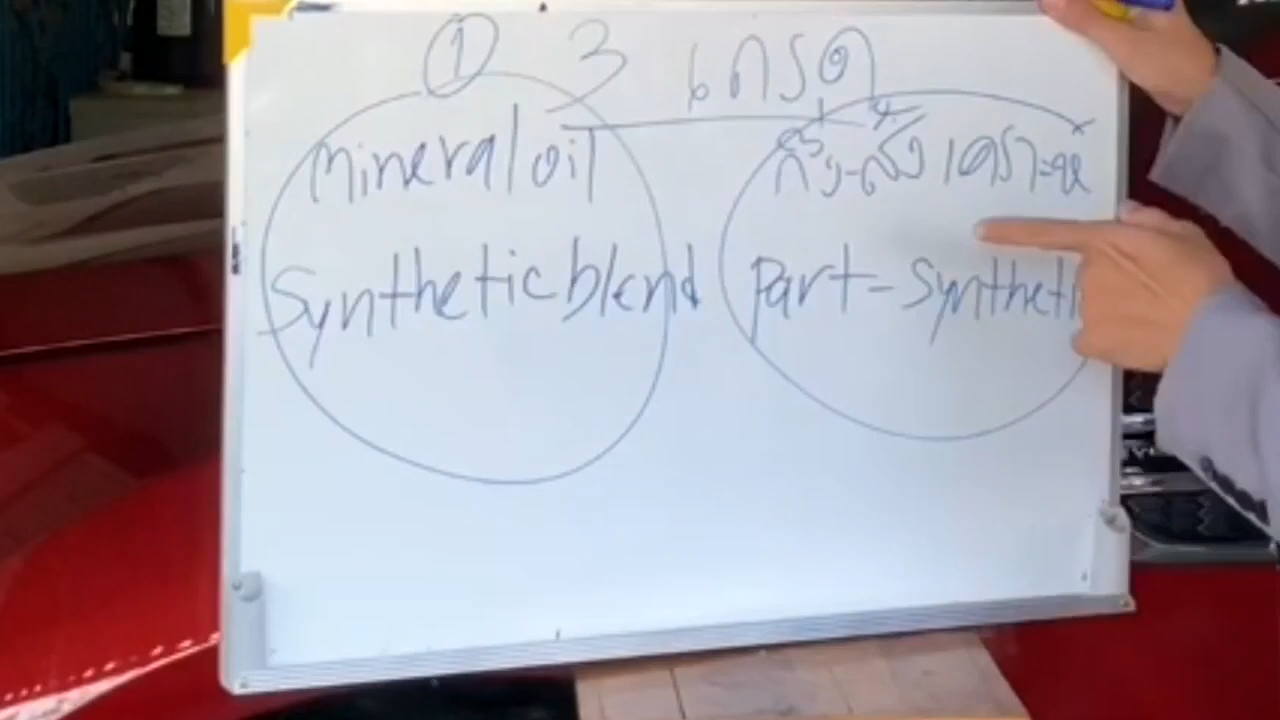 ① 3 เกรด
mineral oil กึ่งสังเคราะห์
Synthetic blend Part-Syntheti